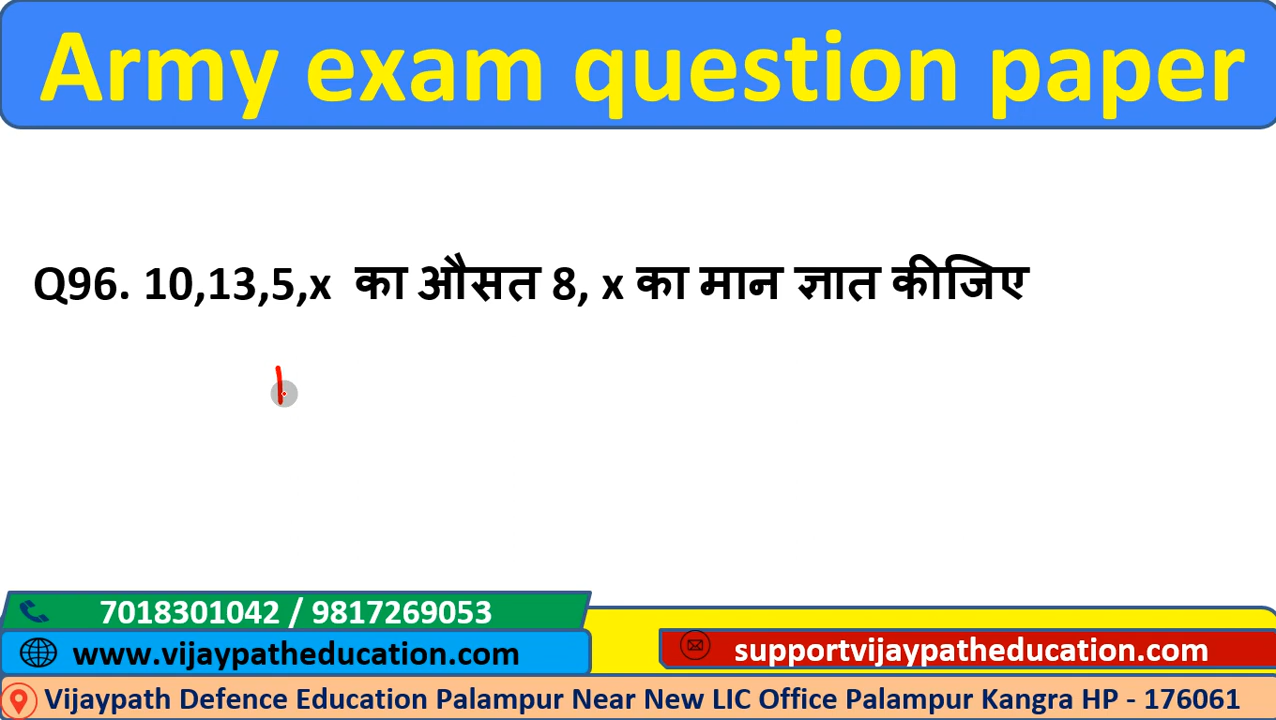 Army exam question paper
Q96. 10,13,5,x का औसत 8, x का मान ज्ञात कीजिए
7018301042 / 9817269053
www.vijaypatheducation.com
supportvijaypatheducation.com
Vijaypath Defence Education Palampur Near New LIC Office Palampur Kangra HP - 176061